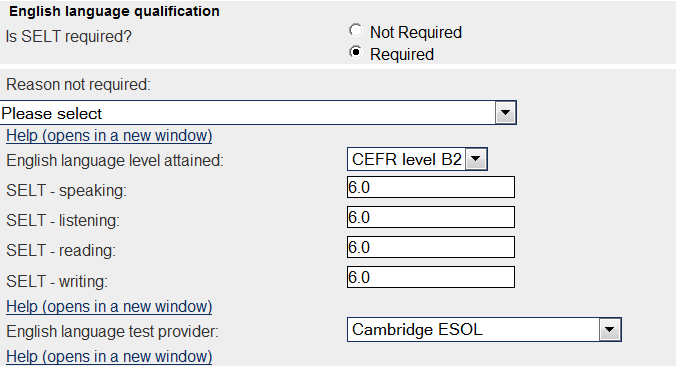 English language qualification
Is SELT required?
Not Required
Required
Reason not required:
Please select
Help (opens in a new window)
English language level attained: CEFR level B2
SELT - speaking: 6.0
SELT - listening: 6.0
SELT - reading: 6.0
SELT - writing: 6.0
Help (opens in a new window)
English language test provider: Cambridge ESOL
Help (opens in a new window)